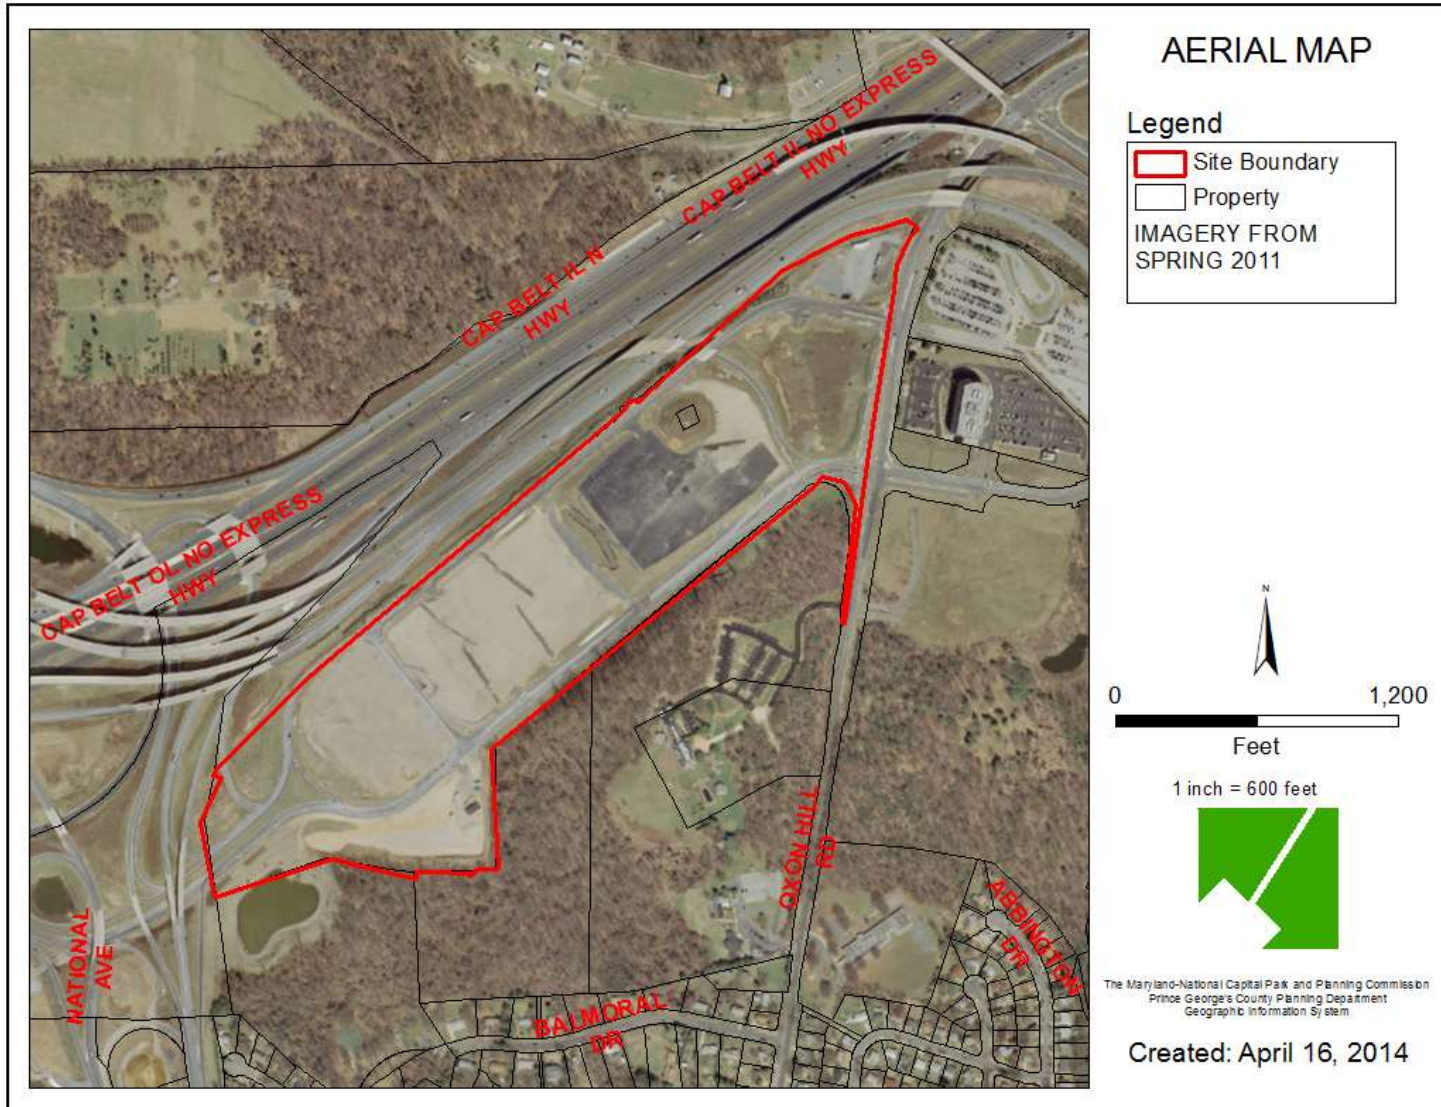 AERIAL MAP
Legend
Site Boundary
Property
IMAGERY FROM
SPRING 2011
CAP BELT IL NO EXPRESS
HWY
CAP BELT IL N
HWY
CAP BELT OL NO EXPRESS
HWY
OXON HILL
RD
NATIONAL
AVE
BALMORAL
DR
ABBINGTON
DR
N
0 1,200
Feet
1 inch = 600 feet
The Maryland-National Capital Park and Planning Commission
Prince George's County Planning Department
Geographic Information System
Created: April 16, 2014